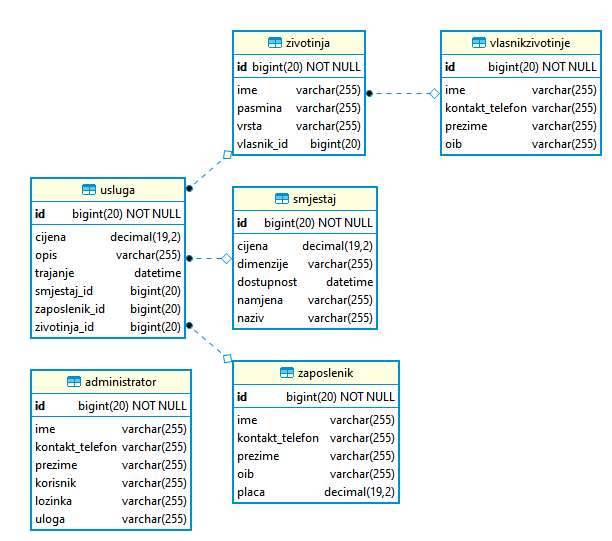 zivotinja
id bigint(20) NOT NULL
ime varchar(255)
pasmina varchar(255)
vrsta varchar(255)
vlasnik_id bigint(20)
vlasnikzivotinje
id bigint(20) NOT NULL
ime varchar(255)
kontakt_telefon varchar(255)
prezime varchar(255)
oib varchar(255)
usluga
id bigint(20) NOT NULL
cijena decimal(19,2)
opis varchar(255)
trajanje datetime
smjestaj_id bigint(20)
zaposlenik_id bigint(20)
zivotinja_id bigint(20)
smjestaj
id bigint(20) NOT NULL
cijena decimal(19,2)
dimenzije varchar(255)
dostupnost datetime
namjena varchar(255)
naziv varchar(255)
administrator
id bigint(20) NOT NULL
ime varchar(255)
kontakt_telefon varchar(255)
prezime varchar(255)
korisnik varchar(255)
lozinka varchar(255)
uloga varchar(255)
zaposlenik
id bigint(20) NOT NULL
ime varchar(255)
kontakt_telefon varchar(255)
prezime varchar(255)
oib varchar(255)
placa decimal(19,2)